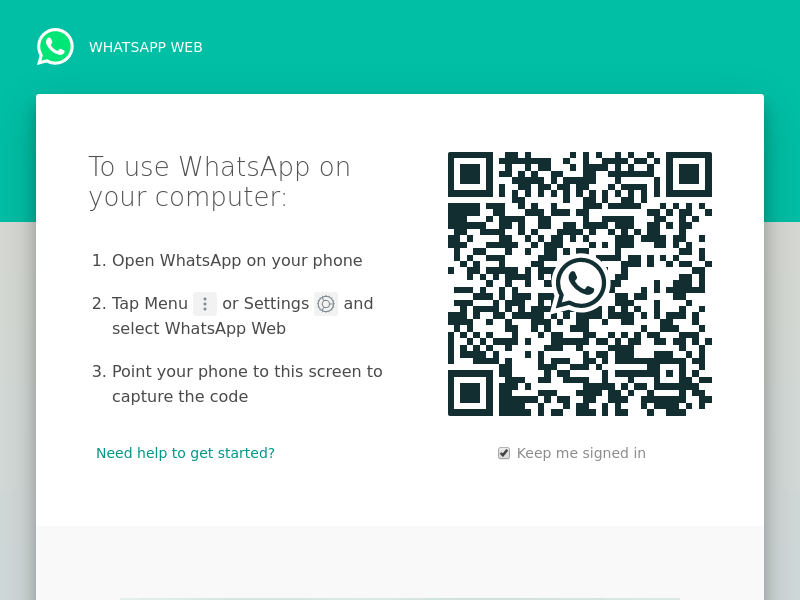 WHATSAPP WEB
To use WhatsApp on
your computer:
1. Open WhatsApp on your phone
2. Tap Menu or Settings and
select WhatsApp Web
3. Point your phone to this screen to
capture the code
Need help to get started?
Keep me signed in